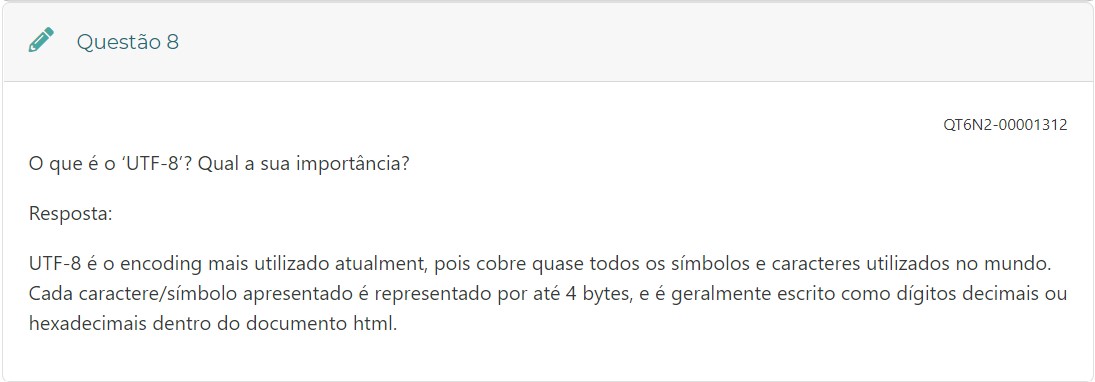 Questão 8
QT6N2-00001312
O que é o ‘UTF-8’? Qual a sua importância?
Resposta:
UTF-8 é o encoding mais utilizado atualment, pois cobre quase todos os símbolos e caracteres utilizados no mundo.
Cada caractere/símbolo apresentado é representado por até 4 bytes, e é geralmente escrito como dígitos decimais ou
hexadecimais dentro do documento html.